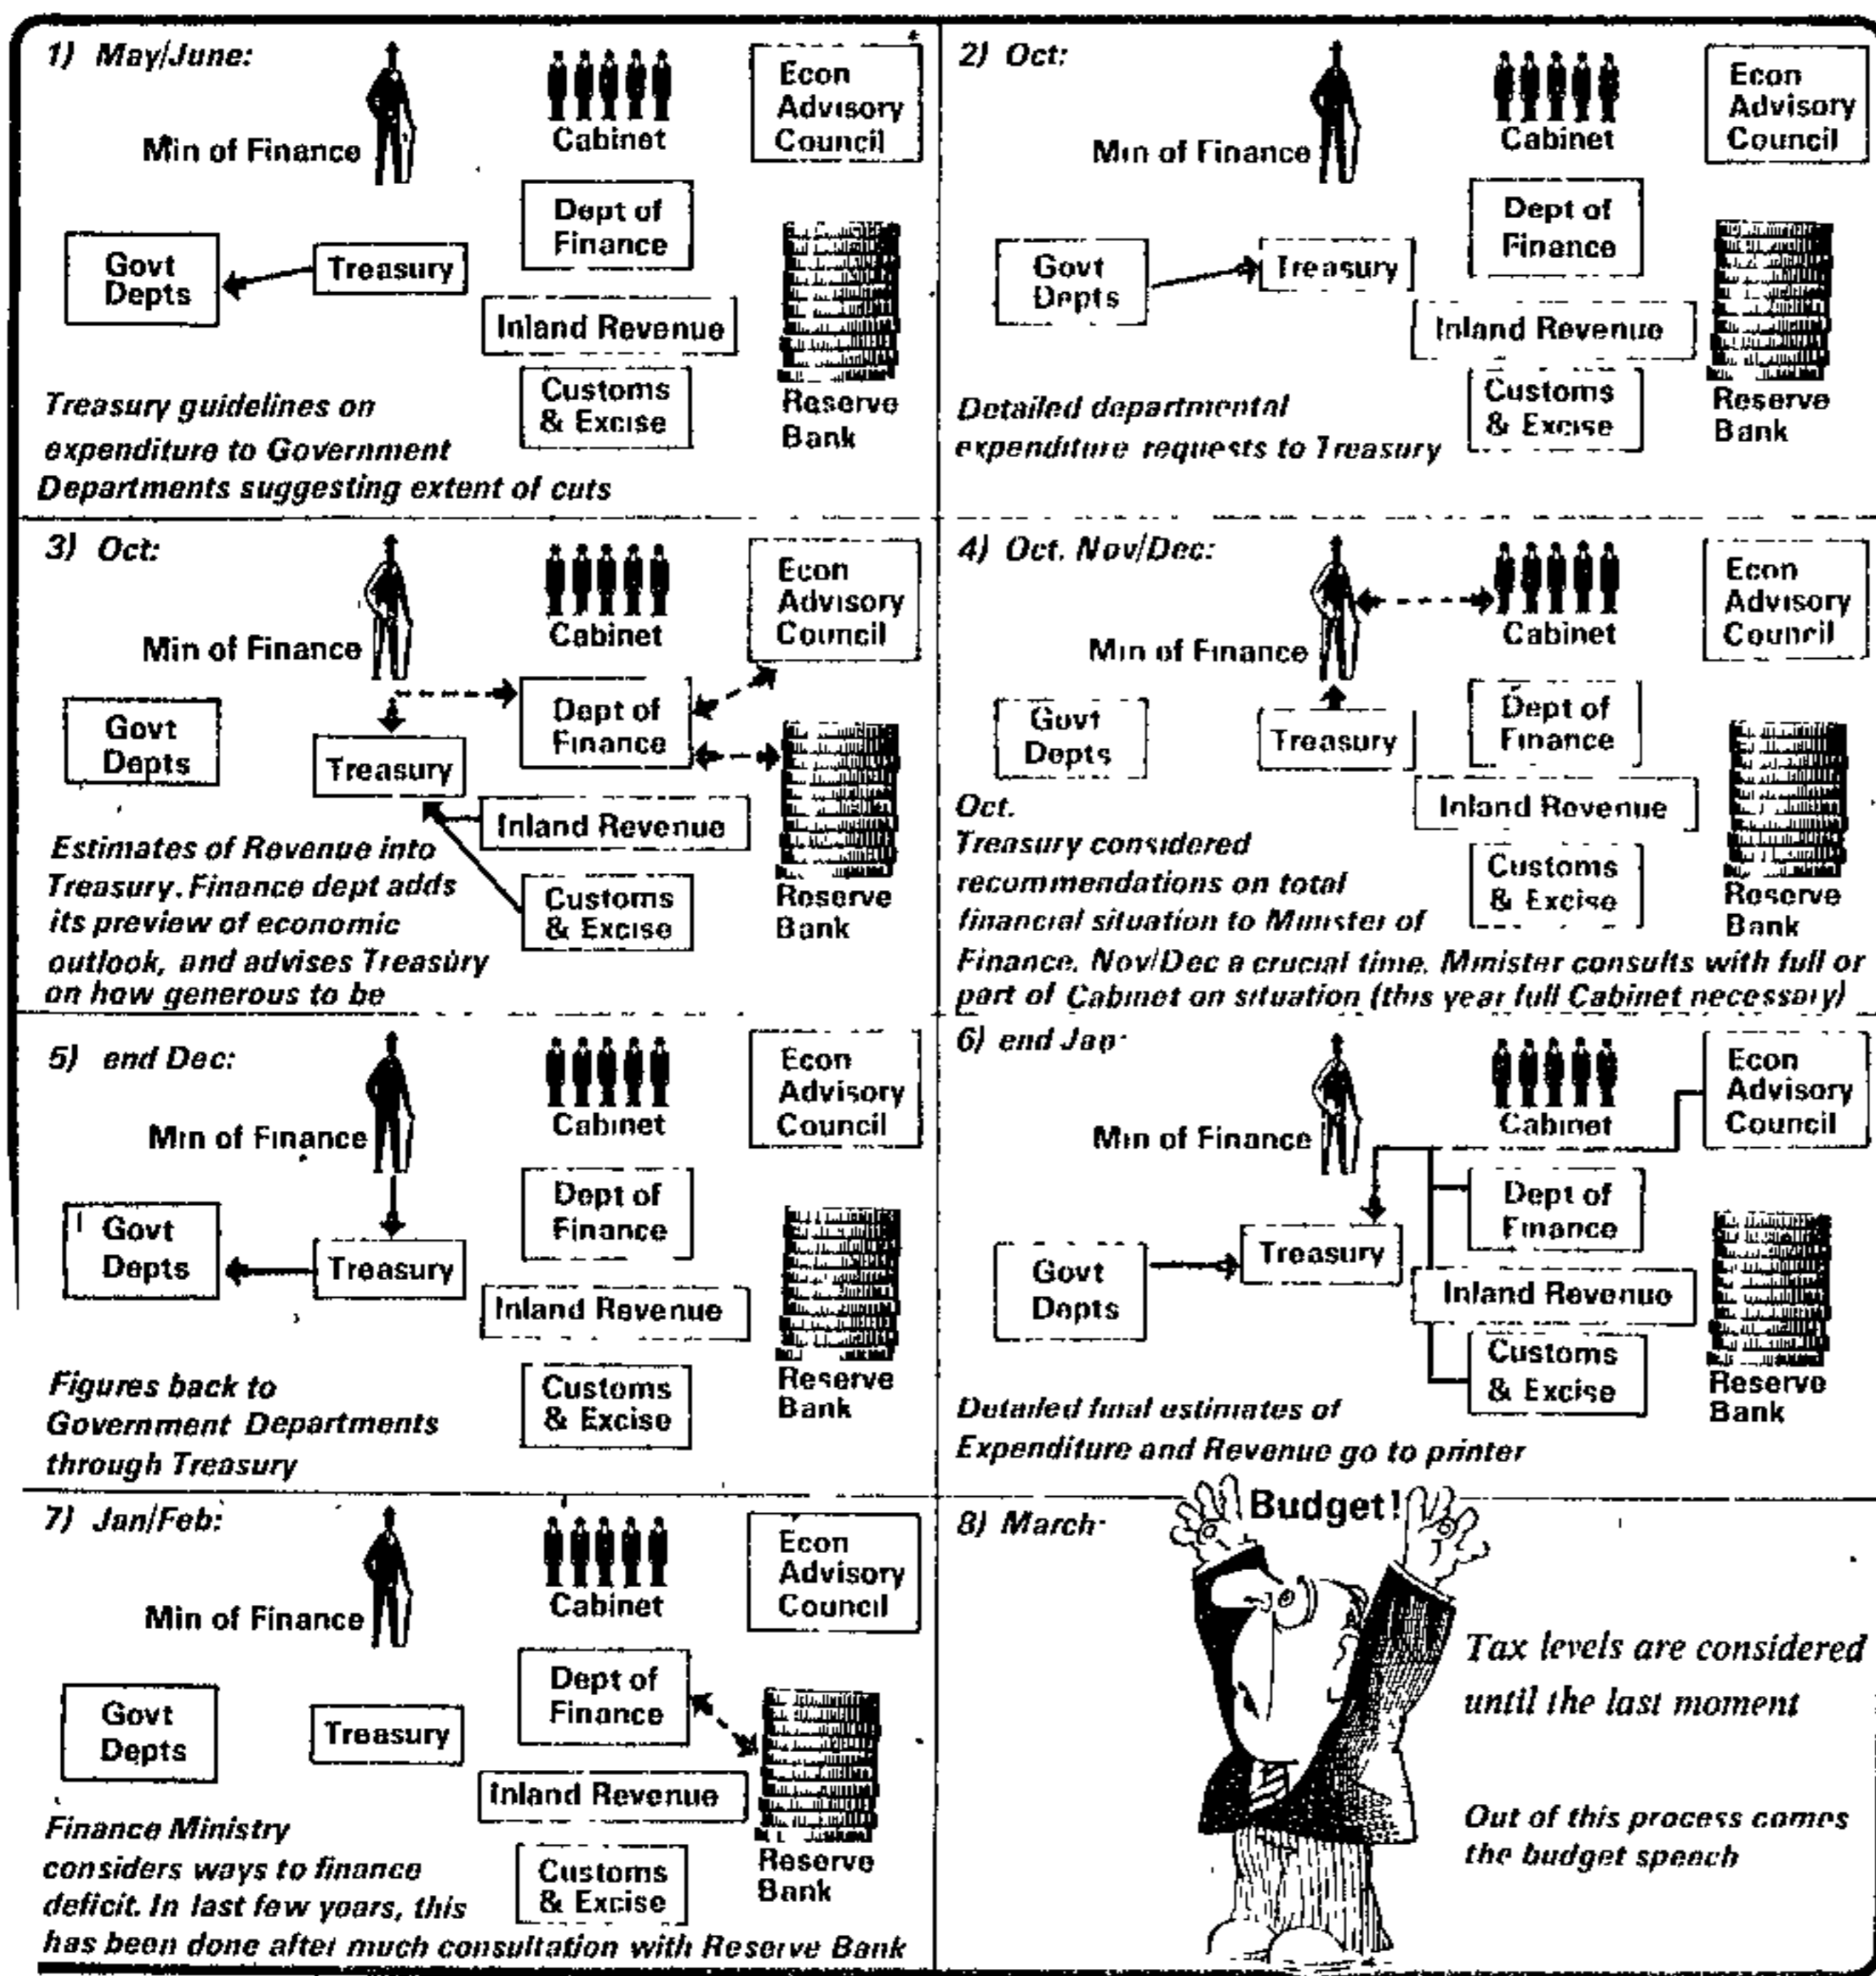 1) May/June:
Min of Finance
Cabinet
Econ
Advisory
Council
Govt
Depts
Treasury
Dept of
Finance
Inland Revenue
Customs
& Excise
Reserve
Bank
Treasury guidelines on
expenditure to Government
Departments suggesting extent of cuts
2) Oct:
Min of Finance
Cabinet
Econ
Advisory
Council
Govt
Depts
Treasury
Dept of
Finance
Inland Revenue
Customs
& Excise
Reserve
Bank
Detailed departmental
expenditure requests to Treasury
3) Oct:
Min of Finance
Cabinet
Econ
Advisory
Council
Govt
Depts
Treasury
Dept of
Finance
Inland Revenue
Customs
& Excise
Reserve
Bank
Estimates of Revenue into
Treasury. Finance dept adds
its preview of economic
outlook, and advises Treasury
on how generous to be
4) Oct. Nov/Dec:
Min of Finance
Cabinet
Econ
Advisory
Council
Govt
Depts
Treasury
Dept of
Finance
Inland Revenue
Customs
& Excise
Reserve
Bank
Oct.
Treasury considered
recommendations on total
financial situation to Minister of
Finance. Nov/Dec a crucial time. Minister consults with full or
part of Cabinet on situation (this year full Cabinet necessary)
5) end Dec:
Min of Finance
Cabinet
Econ
Advisory
Council
Govt
Depts
Treasury
Dept of
Finance
Inland Revenue
Customs
& Excise
Reserve
Bank
Figures back to
Government Departments
through Treasury
6) end Jan:
Min of Finance
Cabinet
Econ
Advisory
Council
Govt
Depts
Treasury
Dept of
Finance
Inland Revenue
Customs
& Excise
Reserve
Bank
Detailed final estimates of
Expenditure and Revenue go to printer
7) Jan/Feb:
Min of Finance
Cabinet
Econ
Advisory
Council
Govt
Depts
Treasury
Dept of
Finance
Inland Revenue
Customs
& Excise
Reserve
Bank
Finance Ministry
considers ways to finance
deficit. In last few years, this
has been done after much consultation with Reserve Bank
8) March:
Budget!
Tax levels are considered
until the last moment
Out of this process comes
the budget speech